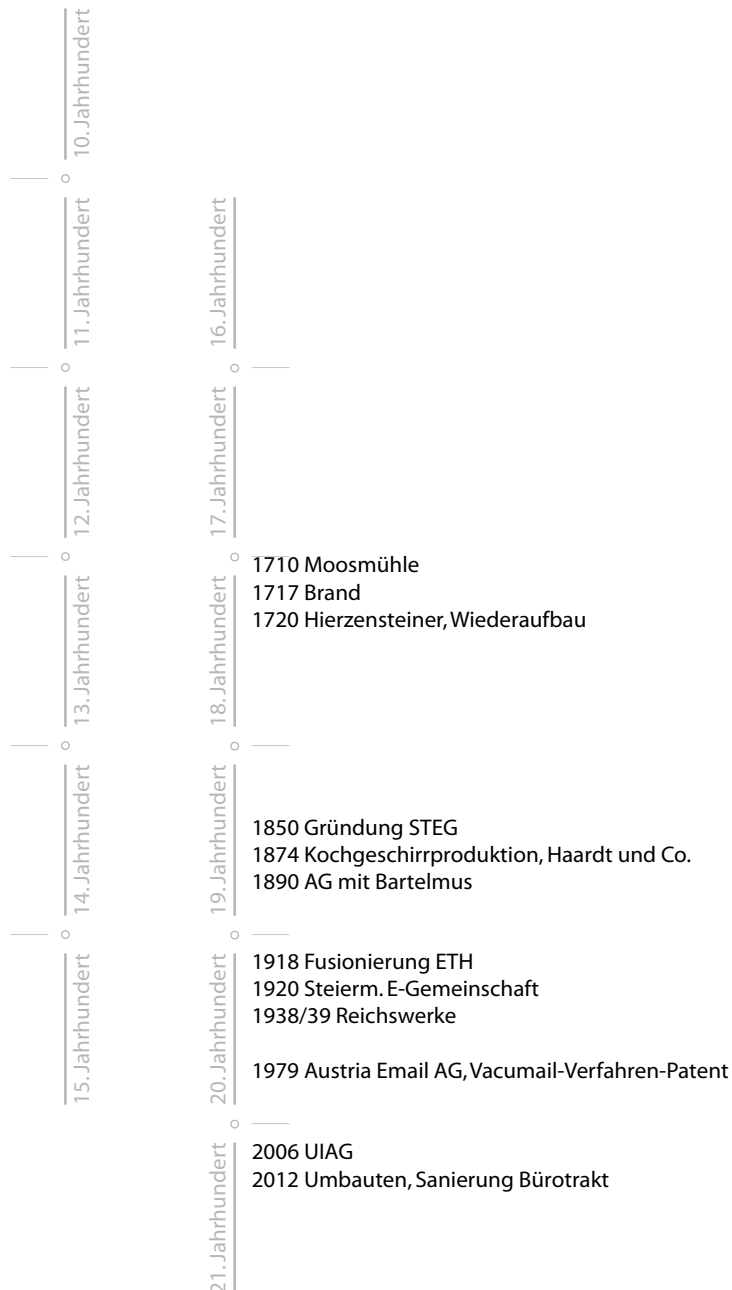 10. Jahrhundert
11. Jahrhundert
12. Jahrhundert
13. Jahrhundert
14. Jahrhundert
15. Jahrhundert
16. Jahrhundert
17. Jahrhundert
18. Jahrhundert
1710 Moosmühle
1717 Brand
1720 Hierzensteiner, Wiederaufbau
19. Jahrhundert
1850 Gründung STEG
1874 Kochgeschirrproduktion, Haardt und Co.
1890 AG mit Bartelmus
20. Jahrhundert
1918 Fusionierung ETH
1920 Steierm. E-Gemeinschaft
1938/39 Reichswerke
1979 Austria Email AG, Vacumail-Verfahren-Patent
21. Jahrhundert
2006 UIAG
2012 Umbauten, Sanierung Bürotrakt